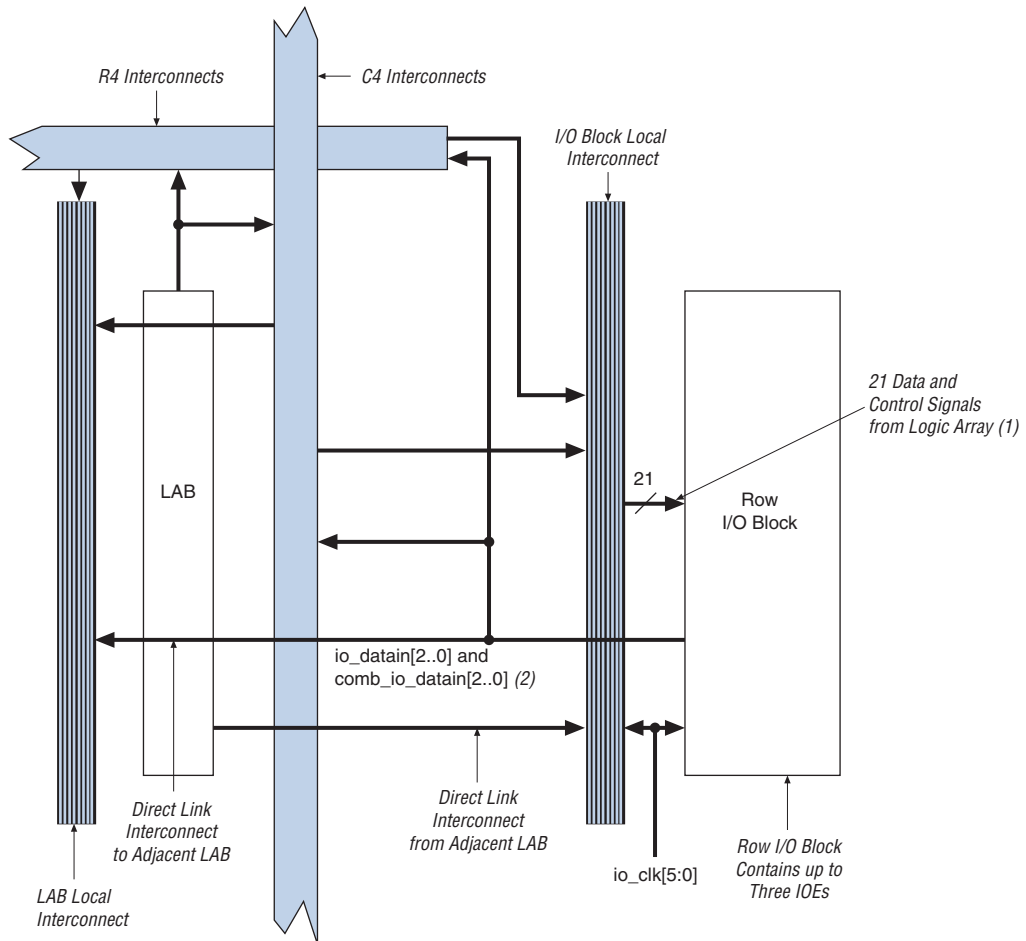 R4 Interconnects
C4 Interconnects
I/O Block Local
Interconnect
21 Data and
Control Signals
from Logic Array (1)
21
LAB
Row
I/O Block
io_datain[2..0] and
comb_io_datain[2..0] (2)
Direct Link
Interconnect
to Adjacent LAB
Direct Link
Interconnect
from Adjacent LAB
Row I/O Block
Contains up to
Three IOEs
io_clk[5:0]
LAB Local
Interconnect